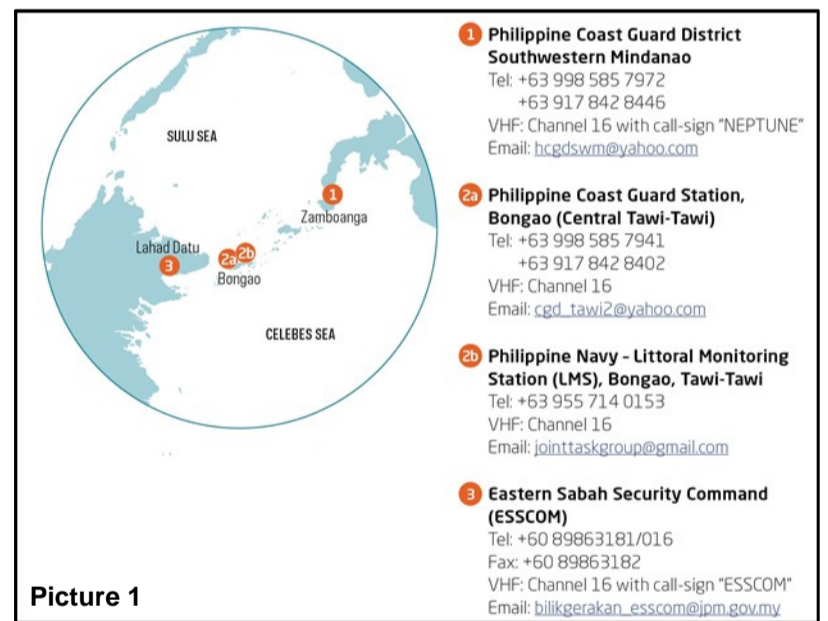 SULU SEA
1
Zamboanga
Lahad Datu
3
2a
2b
Bongao
CELEBES SEA
Picture 1
1 Philippine Coast Guard District
Southwestern Mindanao
Tel: +63 998 585 7972
+63 917 842 8446
VHF: Channel 16 with call-sign "NEPTUNE"
Email: hcgdswm@yahoo.com
2a Philippine Coast Guard Station,
Bongao (Central Tawi-Tawi)
Tel: +63 998 585 7941
+63 917 842 8402
VHF: Channel 16
Email: cgd_tawi2@yahoo.com
2b Philippine Navy - Littoral Monitoring
Station (LMS), Bongao, Tawi-Tawi
Tel: +63 955 714 0153
VHF: Channel 16
Email: jointtaskgroup@gmail.com
3 Eastern Sabah Security Command
(ESSCOM)
Tel: +60 89863181/016
Fax: +60 89863182
VHF: Channel 16 with call-sign "ESSCOM"
Email: bilikgerakan_esscom@jpm.gov.my